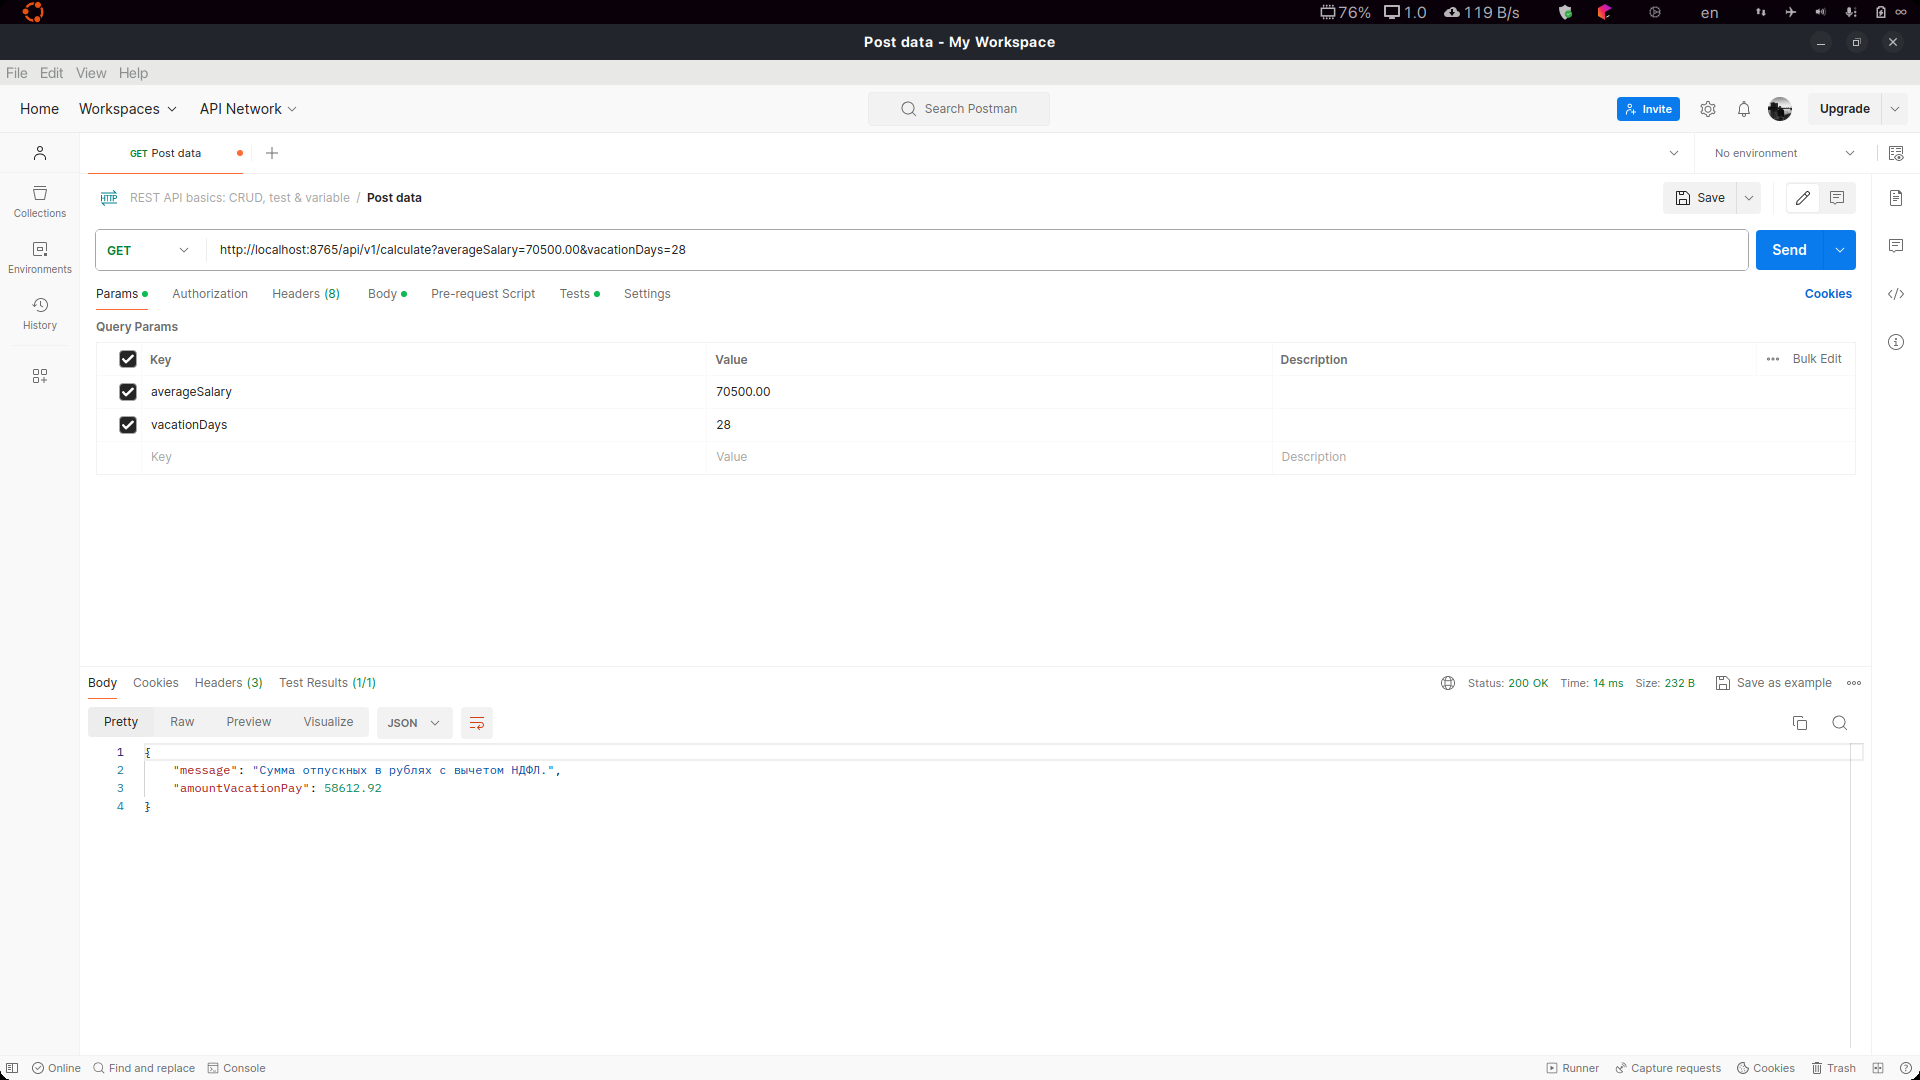 76% 1.0 119 B/s en
Post data - My Workspace
File Edit View Help
Home Workspaces API Network Search Postman Invite Upgrade
GET Post data No environment
HTTP REST API basics: CRUD, test & variable / Post data Save
GET http://localhost:8765/api/v1/calculate?averageSalary=70500.00&vacationDays=28 Send
Params Authorization Headers (8) Body Pre-request Script Tests Settings Cookies
Query Params
Key Value Description Bulk Edit
averageSalary 70500.00
vacationDays 28
Key Value Description
Collections
Environments
History
Body Cookies Headers (3) Test Results (1/1) Status: 200 OK Time: 14 ms Size: 232 B Save as example
Pretty Raw Preview Visualize JSON
1 {
2 "message": "Сумма отпускных в рублях с вычетом НДФЛ.",
3 "amountVacationPay": 58612.92
4 }
Online Find and replace Console Runner Capture requests Cookies Trash